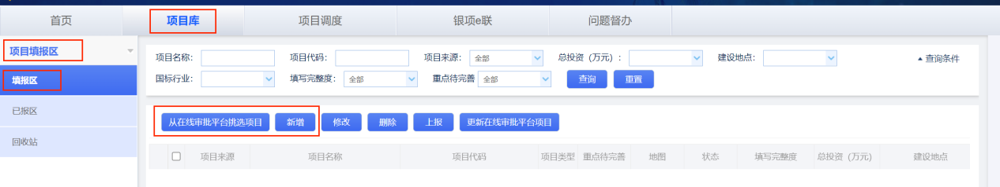 首页 项目库 项目调度 银项e联 问题督办
项目填报区
填报区
已报区
回收站
项目名称： 项目代码： 项目来源： 全部 总投资（万元）： 建设地点： 查询条件
国标行业： 填写完整度： 全部 重点待完善 全部 查询 重置
从在线审批平台挑选项目 新增 修改 删除 上报 更新在线审批平台项目
项目来源 项目名称 项目代码 项目类型 重点待完善 地图 状态 填写完整度 总投资（万元） 建设地点